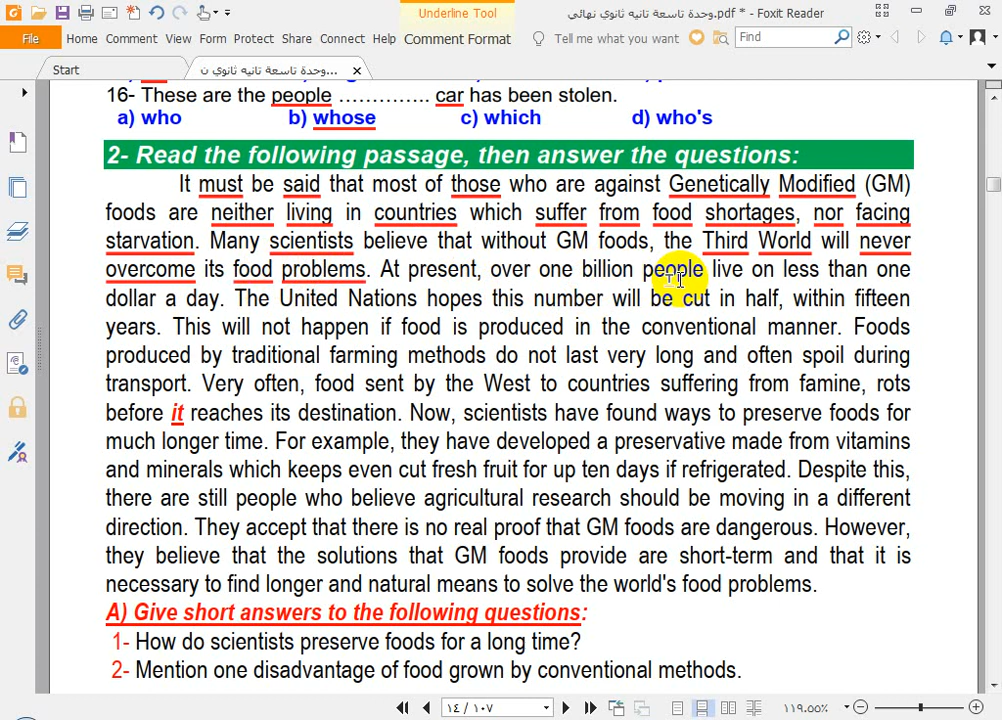 Underline Tool
وحدة تاسعة تانيه ثانوي نهائي.pdf * - Foxit Reader
File Home Comment View Form Protect Share Connect Help Comment Format Tell me what you want Find
Start وحدة تاسعة تانيه ثانوي ن...
16- These are the people .............. car has been stolen.
a) who b) whose c) which d) who's
2- Read the following passage, then answer the questions:
It must be said that most of those who are against Genetically Modified (GM)
foods are neither living in countries which suffer from food shortages, nor facing
starvation. Many scientists believe that without GM foods, the Third World will never
overcome its food problems. At present, over one billion people live on less than one
dollar a day. The United Nations hopes this number will be cut in half, within fifteen
years. This will not happen if food is produced in the conventional manner. Foods
produced by traditional farming methods do not last very long and often spoil during
transport. Very often, food sent by the West to countries suffering from famine, rots
before it reaches its destination. Now, scientists have found ways to preserve foods for
much longer time. For example, they have developed a preservative made from vitamins
and minerals which keeps even cut fresh fruit for up ten days if refrigerated. Despite this,
there are still people who believe agricultural research should be moving in a different
direction. They accept that there is no real proof that GM foods are dangerous. However,
they believe that the solutions that GM foods provide are short-term and that it is
necessary to find longer and natural means to solve the world's food problems.
A) Give short answers to the following questions:
1- How do scientists preserve foods for a long time?
2- Mention one disadvantage of food grown by conventional methods.
١٤ / ١٠٧ ١١٩.٥٥%